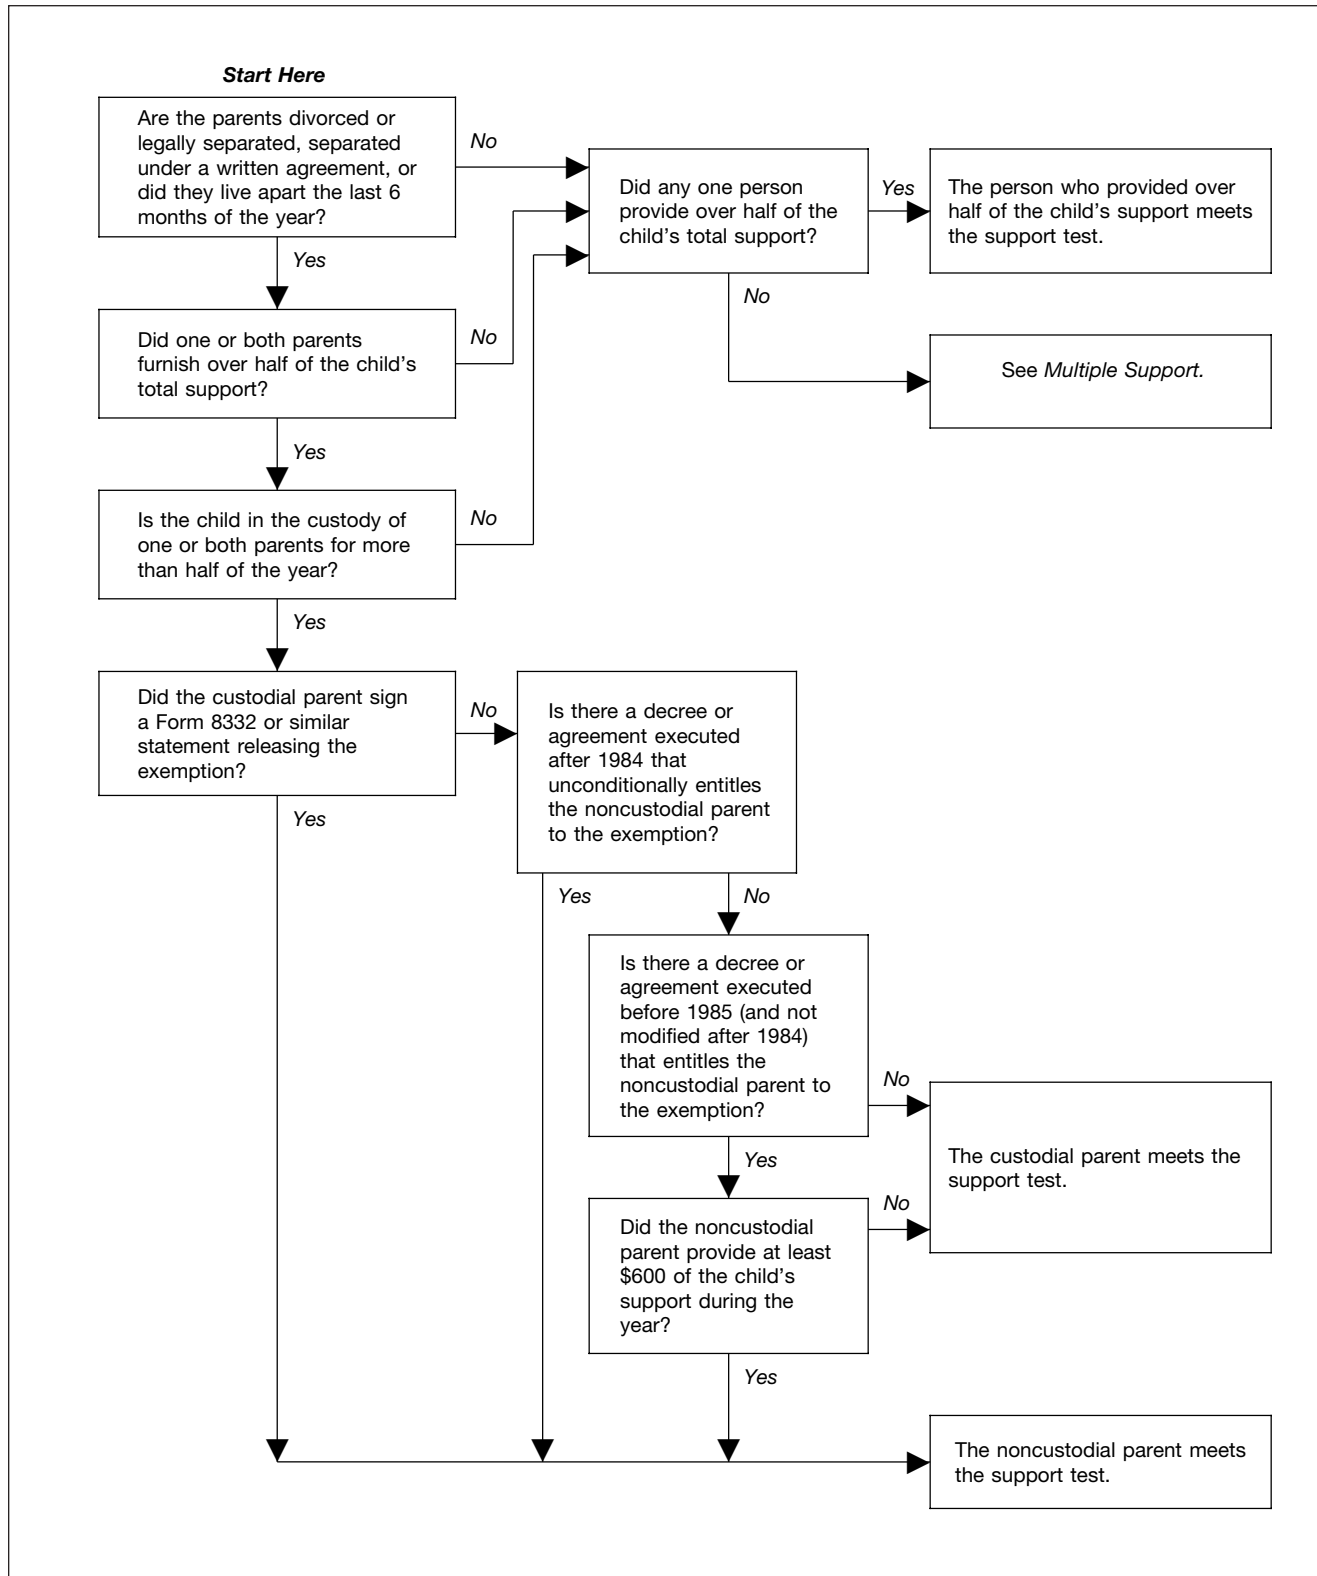 Start Here
Are the parents divorced or
legally separated, separated
under a written agreement, or
did they live apart the last 6
months of the year?
No
Did any one person
provide over half of the
child's total support?
Yes
The person who provided over
half of the child's support meets
the support test.
Yes
No
Did one or both parents
furnish over half of the child's
total support?
No
See Multiple Support.
Yes
Is the child in the custody of
one or both parents for more
than half of the year?
No
Yes
Did the custodial parent sign
a Form 8332 or similar
statement releasing the
exemption?
No
Is there a decree or
agreement executed
after 1984 that
unconditionally entitles
the noncustodial parent
to the exemption?
Yes
Yes
No
Is there a decree or
agreement executed
before 1985 (and not
modified after 1984)
that entitles the
noncustodial parent to
the exemption?
No
The custodial parent meets the
support test.
Yes
Did the noncustodial
parent provide at least
$600 of the child's
support during the
year?
No
Yes
The noncustodial parent meets
the support test.